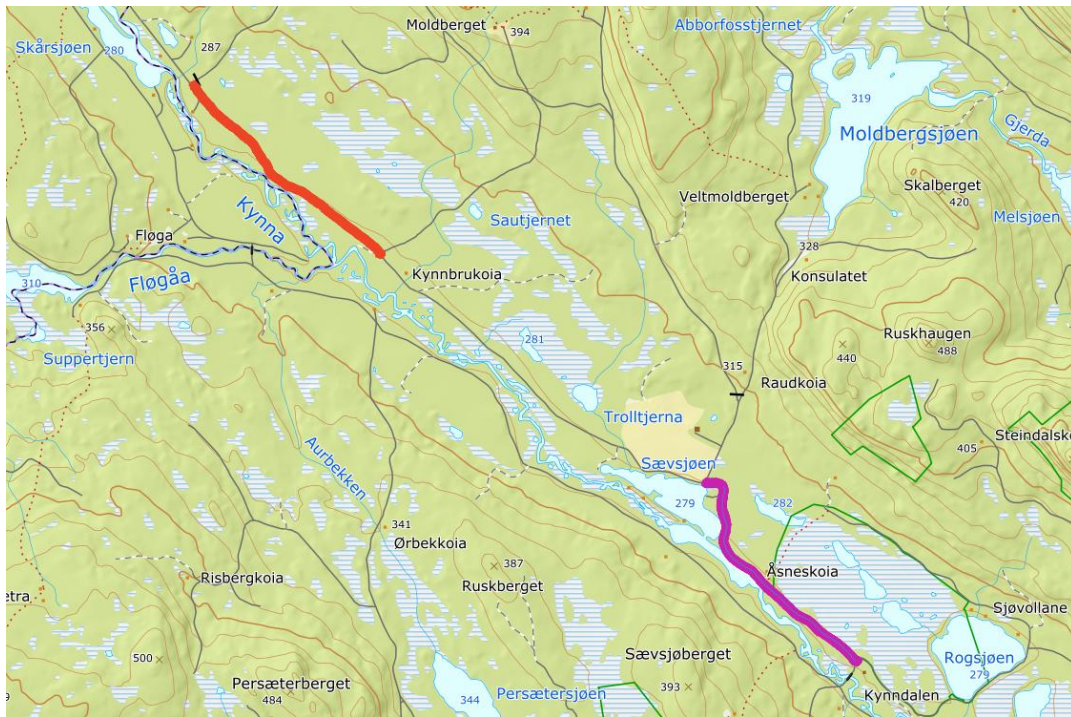 Moldberget
394
Abborfosstjernet
Skårsjøen
280
287
319
Moldbergsjøen
Gjerda
Skalberget
420
Veltmoldberget
Melsjøen
Sautjernet
Kynna
Fløga
328
Konsulatet
Kynnbrukoia
Fløgåa
310
356
Suppertjern
281
Ruskhaugen
440
488
315
Raudkoia
Trolltjerna
Steindalsk
405
Aurbekken
Sævsjøen
279
282
341
Ørbekkoia
387
Ruskberget
Åsneskoia
Risbergkoia
etra
Sjøvollane
500
Sævsjøberget
393
Rogsjøen
279
Persæterberget
484
344
Persætersjøen
Kynndalen
9